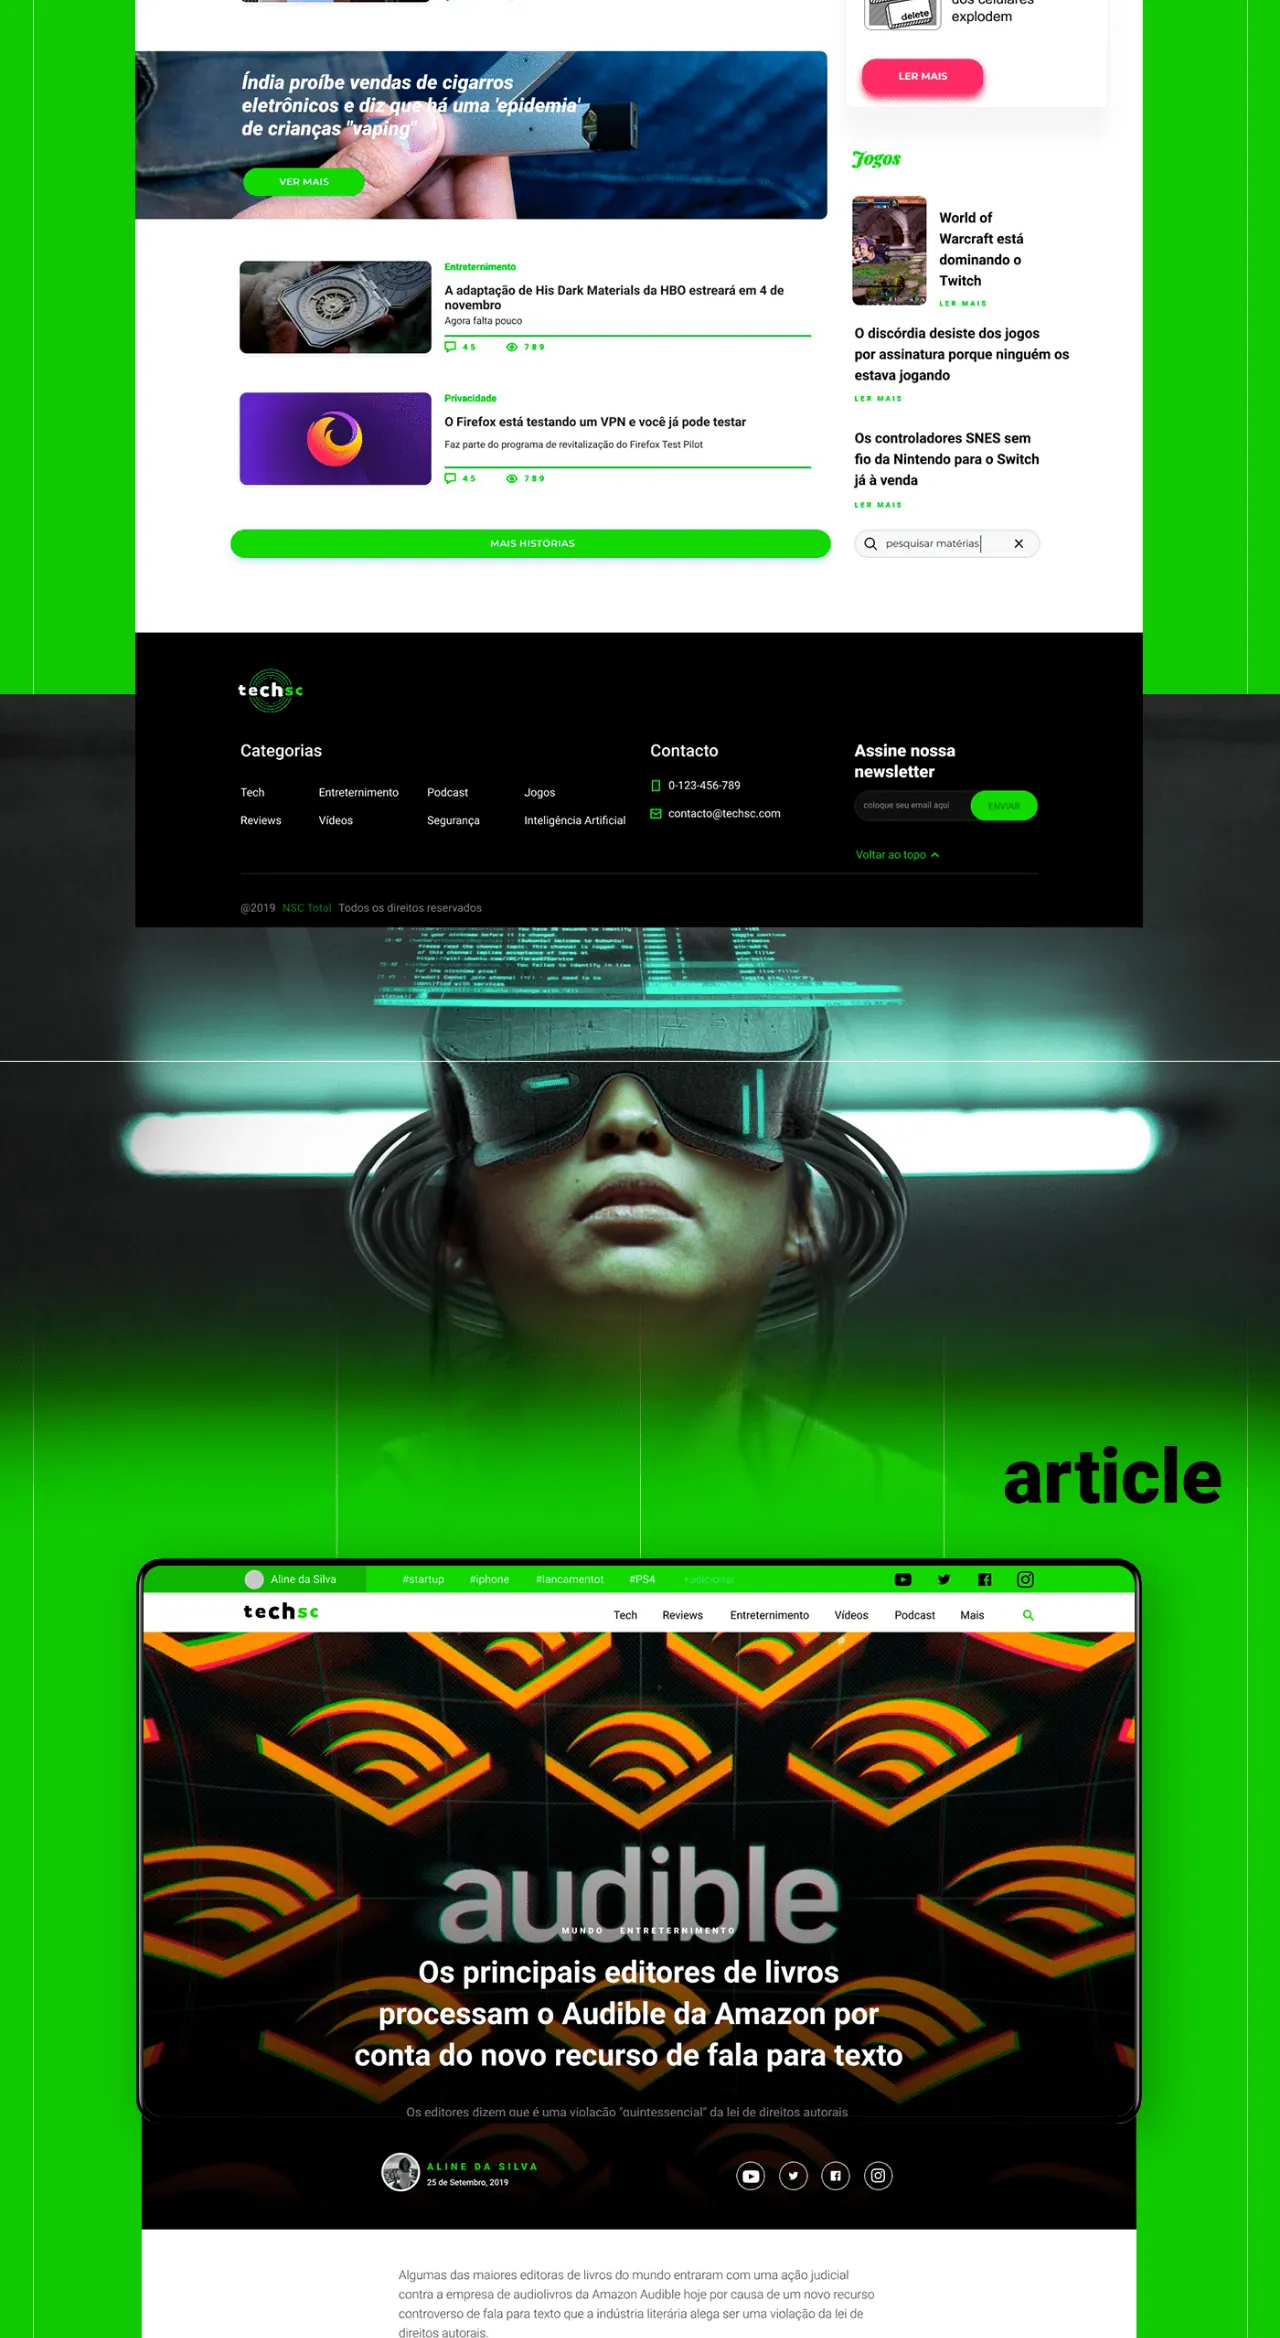 dos celulares
explodem
delete
LER MAIS
Índia proíbe vendas de cigarros
eletrônicos e diz que há uma 'epidemia'
de crianças "vaping"
VER MAIS
Entreternimento
A adaptação de His Dark Materials da HBO estreará em 4 de
novembro
Agora falta pouco
45 789
Privacidade
O Firefox está testando um VPN e você já pode testar
Faz parte do programa de revitalização do Firefox Test Pilot
45 789
MAIS HISTÓRIAS
Jogos
World of
Warcraft está
dominando o
Twitch
LER MAIS
O discórdia desiste dos jogos
por assinatura porque ninguém os
estava jogando
LER MAIS
Os controladores SNES sem
fio da Nintendo para o Switch
já à venda
LER MAIS
pesquisar matérias
techsc
Categorias
Tech Entreternimento Podcast Jogos
Reviews Vídeos Segurança Inteligência Artificial
Contacto
0-123-456-789
contacto@techsc.com
Assine nossa
newsletter
coloque seu email aqui ENVIAR
Voltar ao topo
@2019 NSC Total Todos os direitos reservados
article
Aline da Silva #startup #iphone #lancamentot #PS4 +adicionar
techsc Tech Reviews Entreternimento Vídeos Podcast Mais
audible
MUNDO ENTRETERNIMENTO
Os principais editores de livros
processam o Audible da Amazon por
conta do novo recurso de fala para texto
Os editores dizem que é uma violação "quintessencial" da lei de direitos autorais
ALINE DA SILVA
25 de Setembro, 2019
Algumas das maiores editoras de livros do mundo entraram com uma ação judicial
contra a empresa de audiolivros da Amazon Audible hoje por causa de um novo recurso
controverso de fala para texto que a indústria literária alega ser uma violação da lei de
direitos autorais.